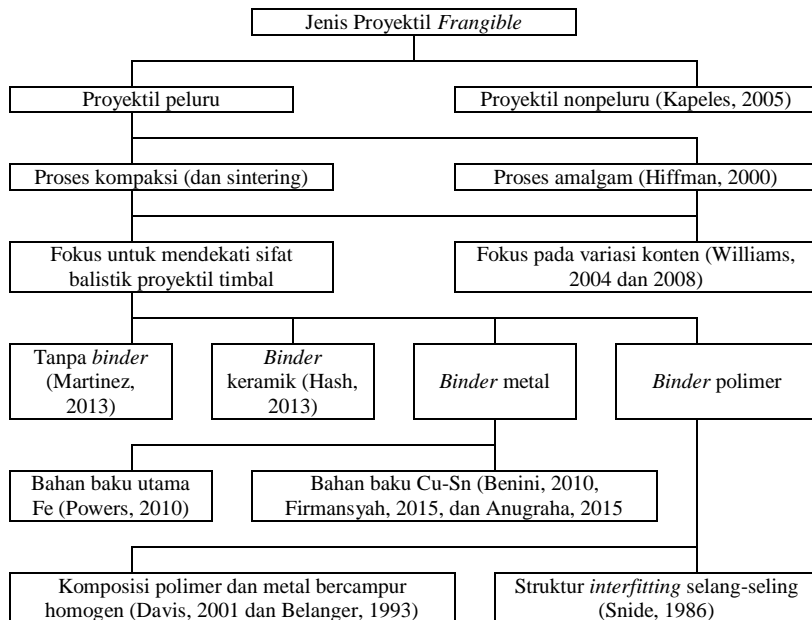 Jenis Proyektil Frangible
Proyektil peluru
Proyektil nonpeluru (Kapeles, 2005)
Proses kompaksi (dan sintering)
Proses amalgam (Hiffman, 2000)
Fokus untuk mendekati sifat
balistik proyektil timbal
Fokus pada variasi konten (Williams,
2004 dan 2008)
Tanpa binder
(Martinez,
2013)
Binder
keramik (Hash,
2013)
Binder metal
Binder polimer
Bahan baku utama
Fe (Powers, 2010)
Bahan baku Cu-Sn (Benini, 2010,
Firmansyah, 2015, dan Anugraha, 2015
Komposisi polimer dan metal bercampur
homogen (Davis, 2001 dan Belanger, 1993)
Struktur interfitting selang-seling
(Snide, 1986)